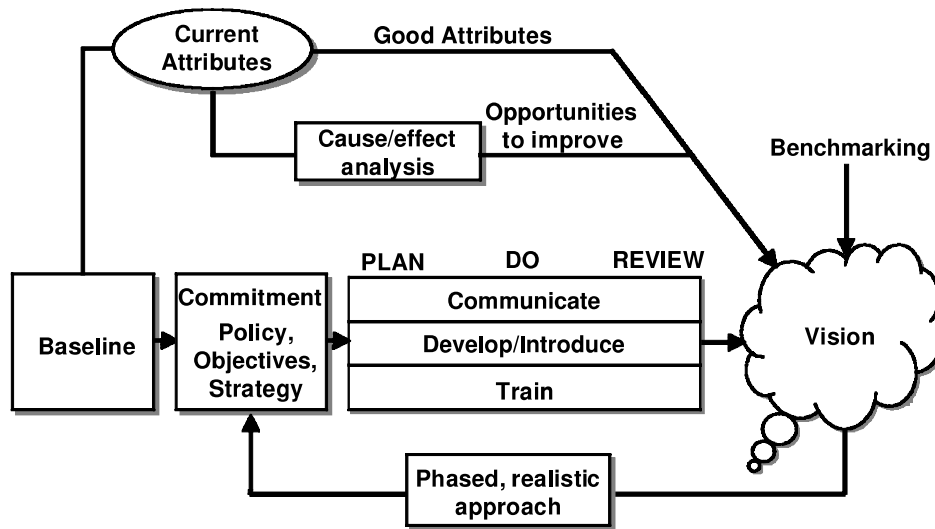 Current
Attributes
Good Attributes
Opportunities
to improve
Cause/effect
analysis
Benchmarking
PLAN DO REVIEW
Baseline
Commitment
Policy,
Objectives,
Strategy
Communicate
Develop/Introduce
Train
Vision
Phased, realistic
approach